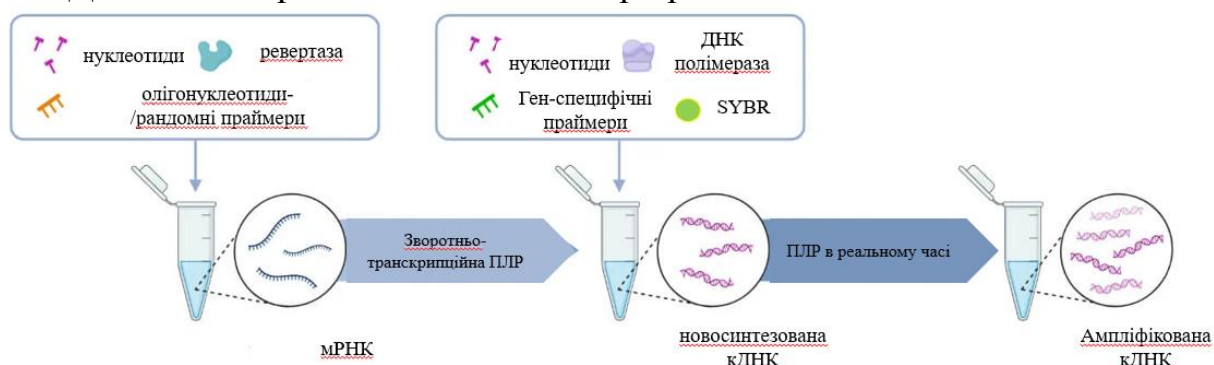 нуклеотиди
ревертаза
олігонуклеотиди-
/рандомні праймери
нуклеотиди
ДНК
полімераза
Ген-специфічні
праймери
SYBR
Зворотньо-
транскрипційна ПЛР
ПЛР в реальному часі
мРНК
новосинтезована
кДНК
Ампліфікована
кДНК